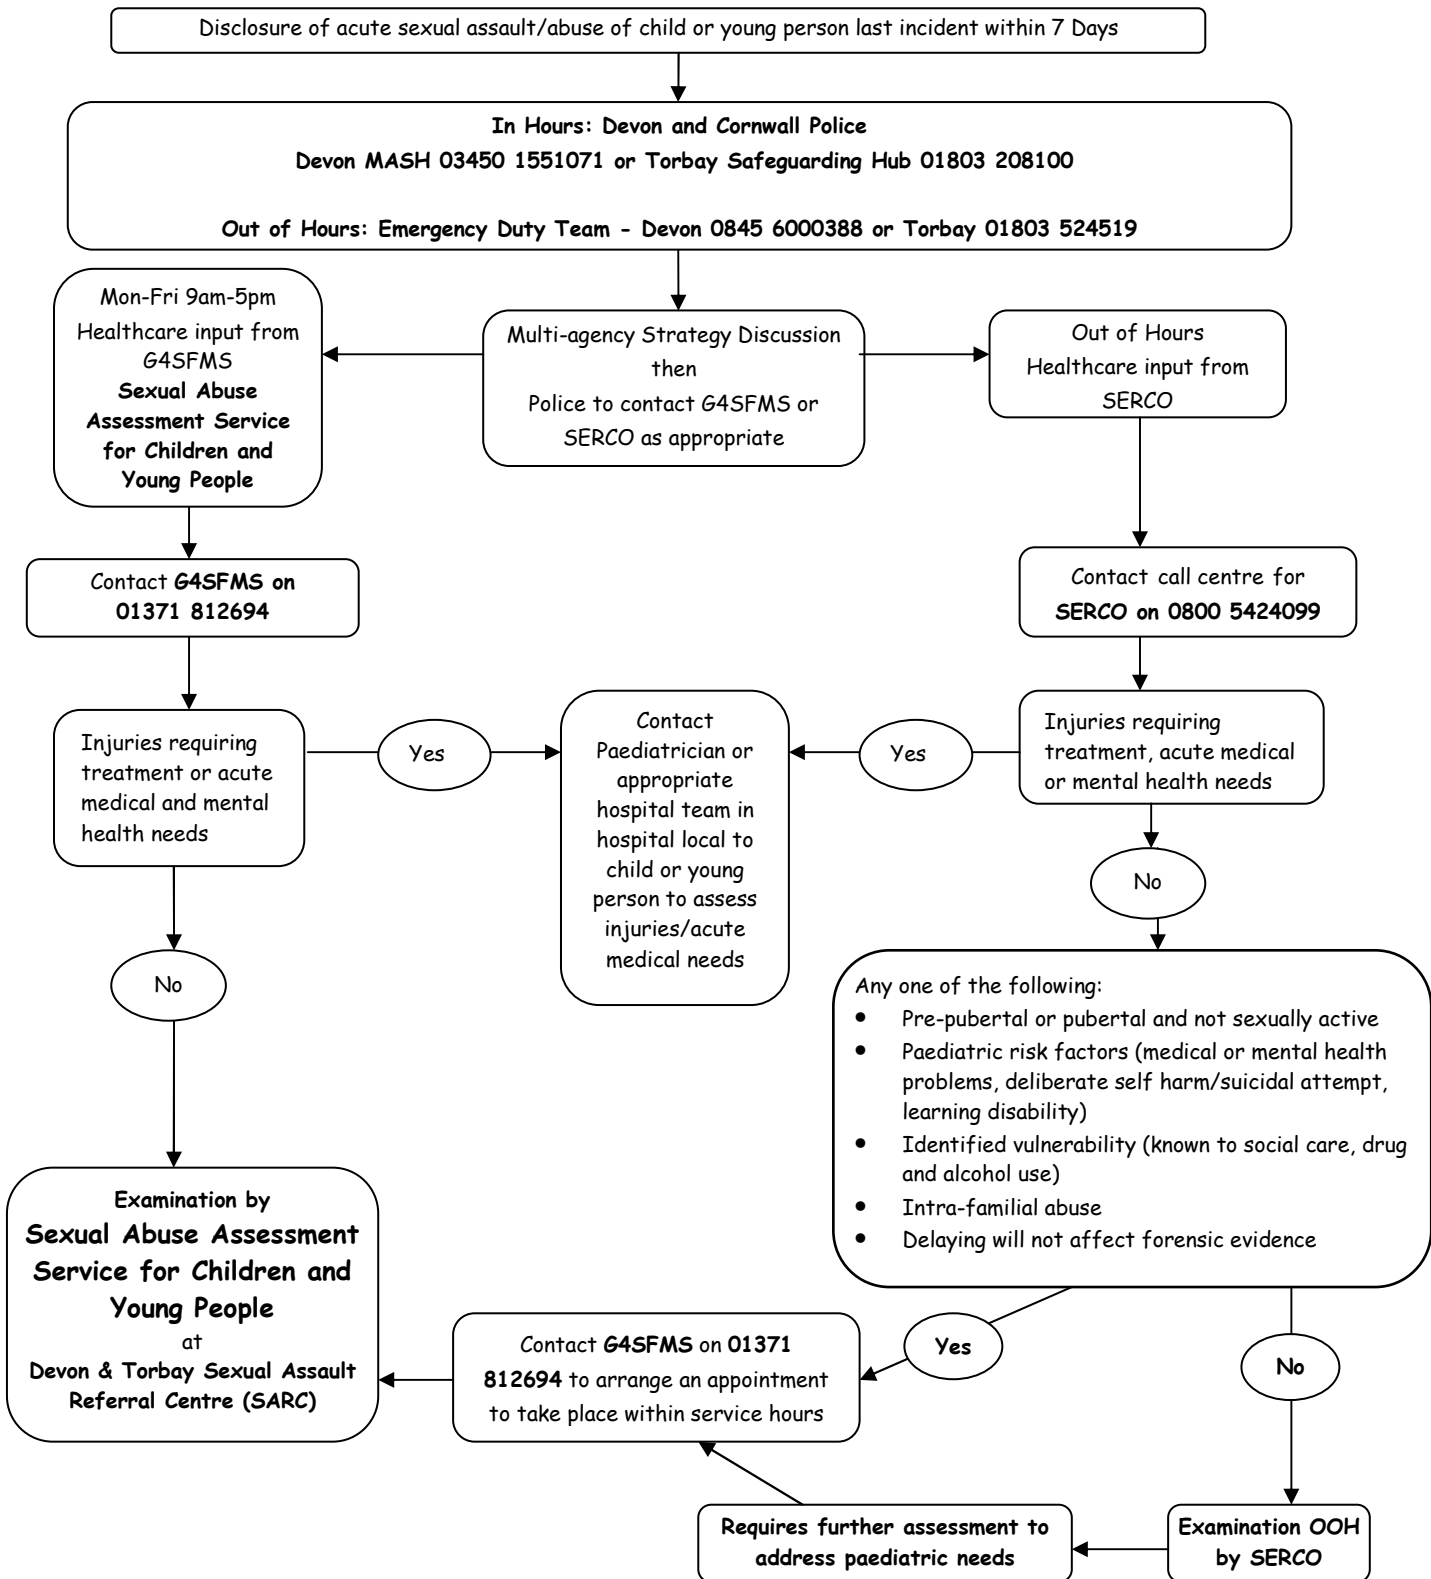 Disclosure of acute sexual assault/abuse of child or young person last incident within 7 Days
In Hours: Devon and Cornwall Police
Devon MASH 03450 1551071 or Torbay Safeguarding Hub 01803 208100
Out of Hours: Emergency Duty Team - Devon 0845 6000388 or Torbay 01803 524519
Mon-Fri 9am-5pm
Healthcare input from
G4SFMS
Sexual Abuse
Assessment Service
for Children and
Young People
Multi-agency Strategy Discussion
then
Police to contact G4SFMS or
SERCO as appropriate
Out of Hours
Healthcare input from
SERCO
Contact G4SFMS on
01371 812694
Contact call centre for
SERCO on 0800 5424099
Injuries requiring
treatment or acute
medical and mental
health needs
Yes
Contact
Paediatrician or
appropriate
hospital team in
hospital local to
child or young
person to assess
injuries/acute
medical needs
Yes
Injuries requiring
treatment, acute medical
or mental health needs
No
No
Any one of the following:
• Pre-pubertal or pubertal and not sexually active
• Paediatric risk factors (medical or mental health
problems, deliberate self harm/suicidal attempt,
learning disability)
• Identified vulnerability (known to social care, drug
and alcohol use)
• Intra-familial abuse
• Delaying will not affect forensic evidence
Examination by
Sexual Abuse Assessment
Service for Children and
Young People
at
Devon & Torbay Sexual Assault
Referral Centre (SARC)
Contact G4SFMS on 01371
812694 to arrange an appointment
to take place within service hours
Yes
No
Requires further assessment to
address paediatric needs
Examination OOH
by SERCO